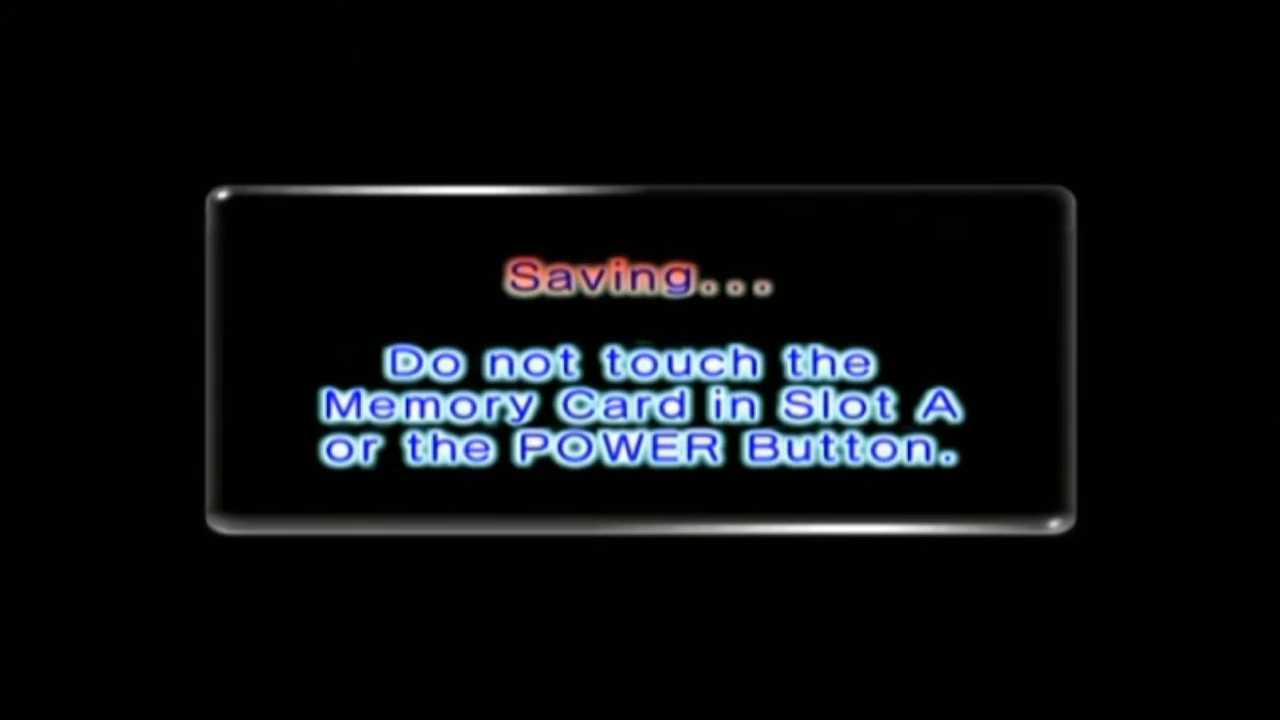 Saving...
Do not touch the
Memory Card in Slot A
or the POWER Button.